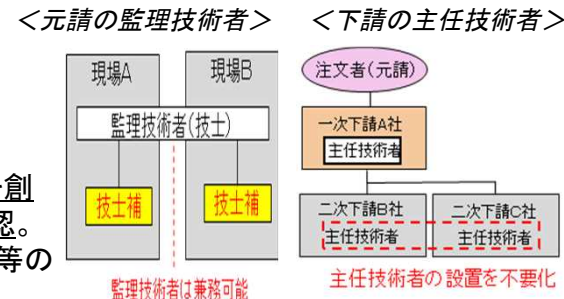 ＜元請の監理技術者＞
＜下請の主任技術者＞
現場A
現場B
監理技術者(技士)
技士補
技士補
監理技術者は兼務可能
注文者(元請)
一次下請A社
主任技術者
二次下請B社
主任技術者
二次下請C社
主任技術者
主任技術者の設置を不要化
創
認。
等の